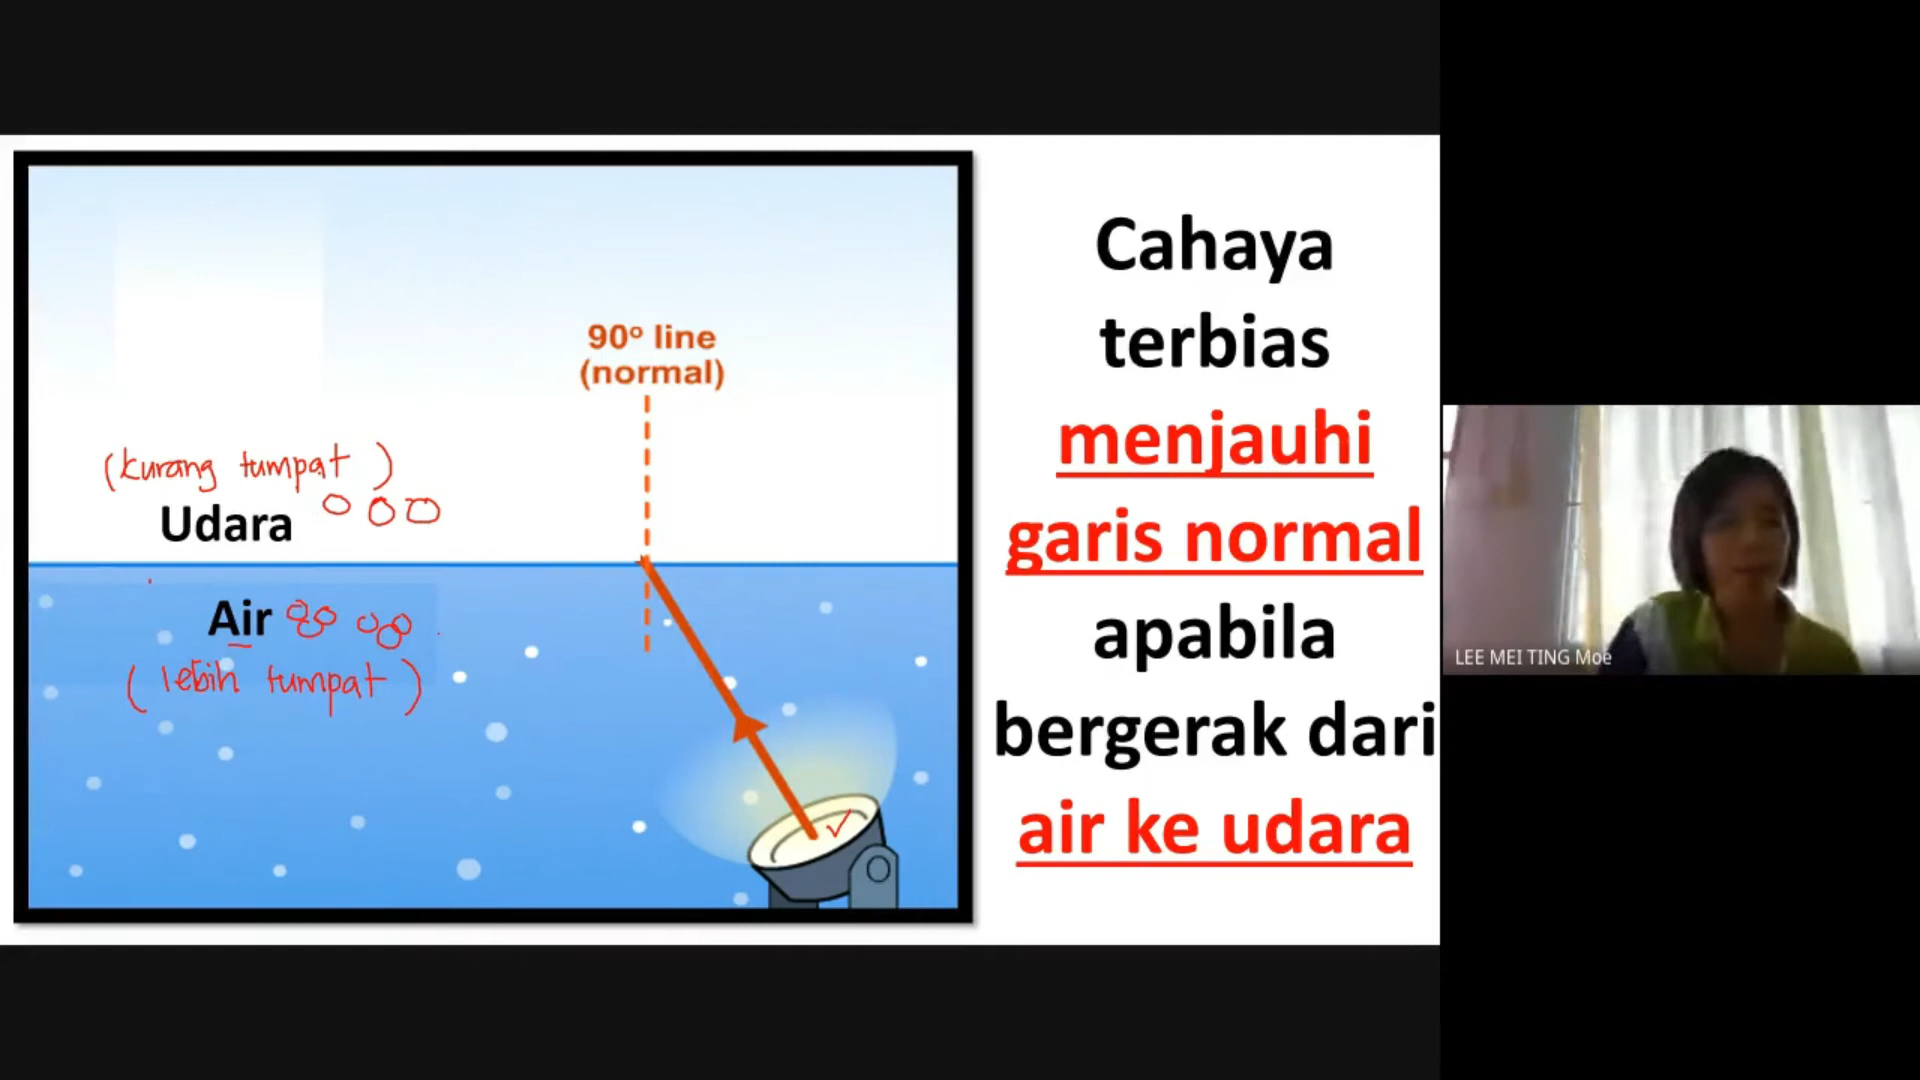 90º line
(normal)
(kurang tumpat)
Udara
Air
(lebih tumpat)
Cahaya
terbias
menjauhi
garis normal
apabila
bergerak dari
air ke udara
LEE MEI TING Moe